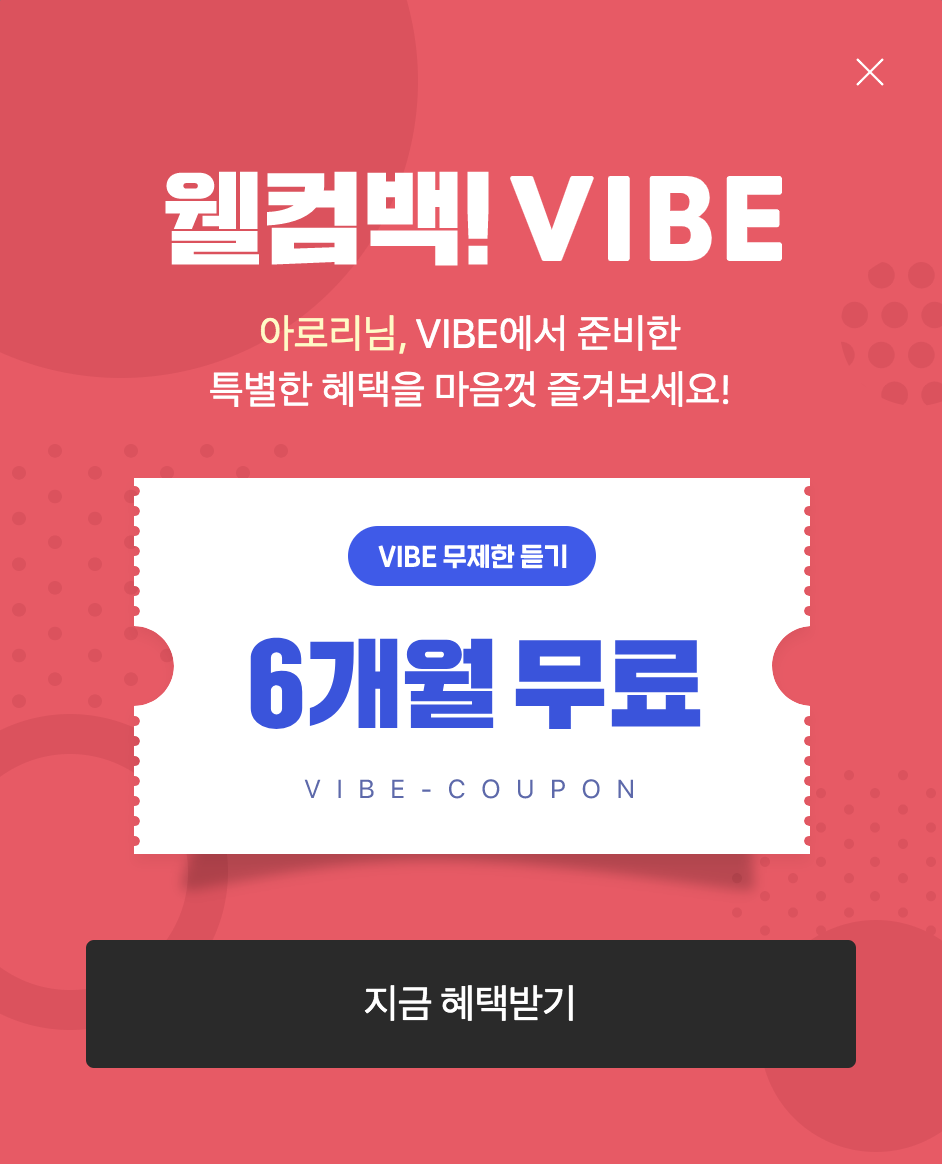 웰컴백! VIBE
아로리님, VIBE에서 준비한
특별한 혜택을 마음껏 즐겨보세요!
VIBE 무제한 듣기
6개월 무료
VIBE-COUPON
지금 혜택받기